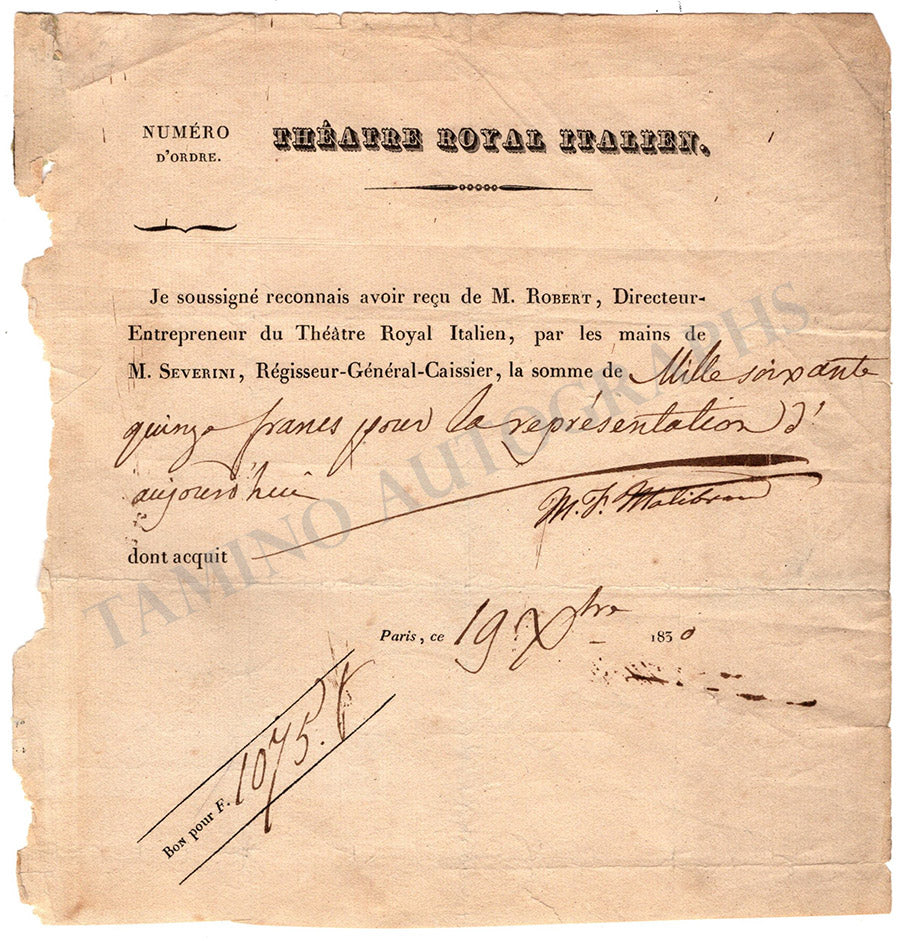 NUMÉRO
D'ORDRE.
THÉATRE ROYAL ITALIEN.
Je soussigné reconnais avoir reçu de M. ROBERT, Directeur-
Entrepreneur du Théâtre Royal Italien, par les mains de
M. SEVERINI, Régisseur-Général-Caissier, la somme de Mille soixante
quinze francs pour la représentation d'
aujourd'hui
M. F. Malibran
dont acquit
Paris, ce 19 Xbre 1830
BON pour F. 1075. f
TAMINO AUTOGRAPHS